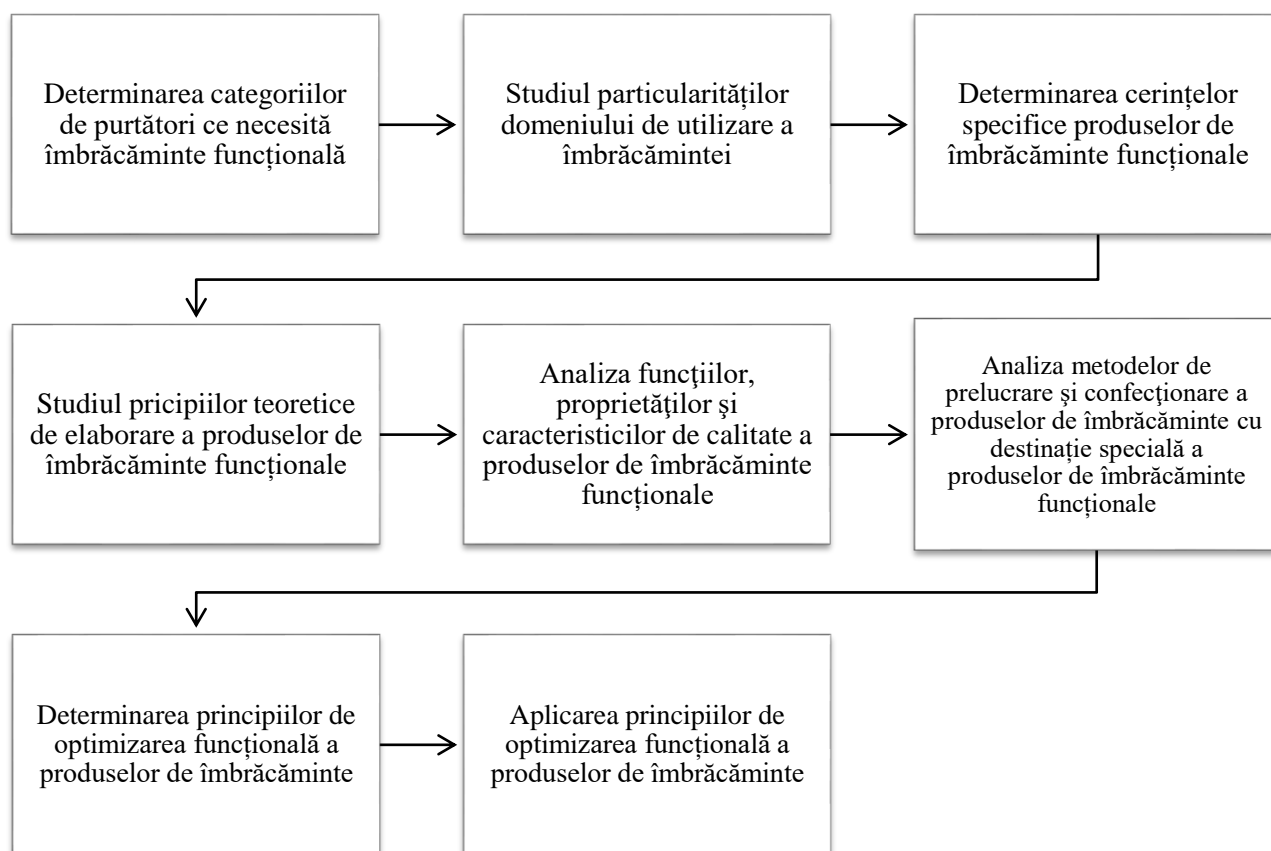 Determinarea categoriilor
de purtători ce necesită
îmbrăcăminte funcțională
Studiul particularităților
domeniului de utilizare a
îmbrăcămintei
Determinarea cerințelor
specifice produselor de
îmbrăcăminte funcționale
Studiul pricipiilor teoretice
de elaborare a produselor de
îmbrăcăminte funcționale
Analiza funcţiilor,
proprietăţilor şi
caracteristicilor de calitate a
produselor de îmbrăcăminte
funcționale
Analiza metodelor de
prelucrare şi confecţionare a
produselor de îmbrăcăminte cu
destinație specială a
produselor de îmbrăcăminte
funcționale
Determinarea principiilor de
optimizarea funcțională a
produselor de îmbrăcăminte
Aplicarea principiilor de
optimizarea funcțională a
produselor de îmbrăcăminte